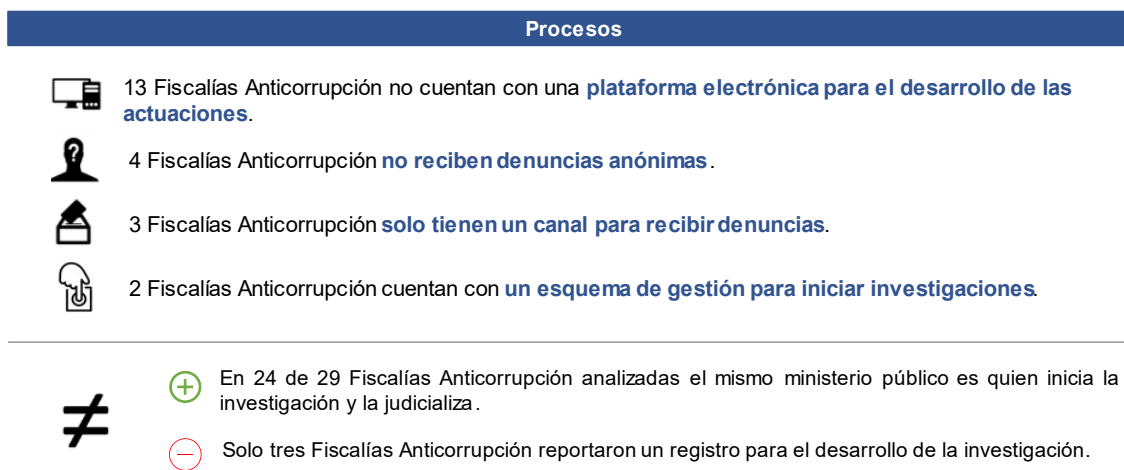 Procesos
13 Fiscalías Anticorrupción no cuentan con una plataforma electrónica para el desarrollo de las
actuaciones.
?
4 Fiscalías Anticorrupción no reciben denuncias anónimas.
3 Fiscalías Anticorrupción solo tienen un canal para recibir denuncias.
2 Fiscalías Anticorrupción cuentan con un esquema de gestión para iniciar investigaciones.
≠
+
En 24 de 29 Fiscalías Anticorrupción analizadas el mismo ministerio público es quien inicia la
investigación y la judicializa.
−
Solo tres Fiscalías Anticorrupción reportaron un registro para el desarrollo de la investigación.